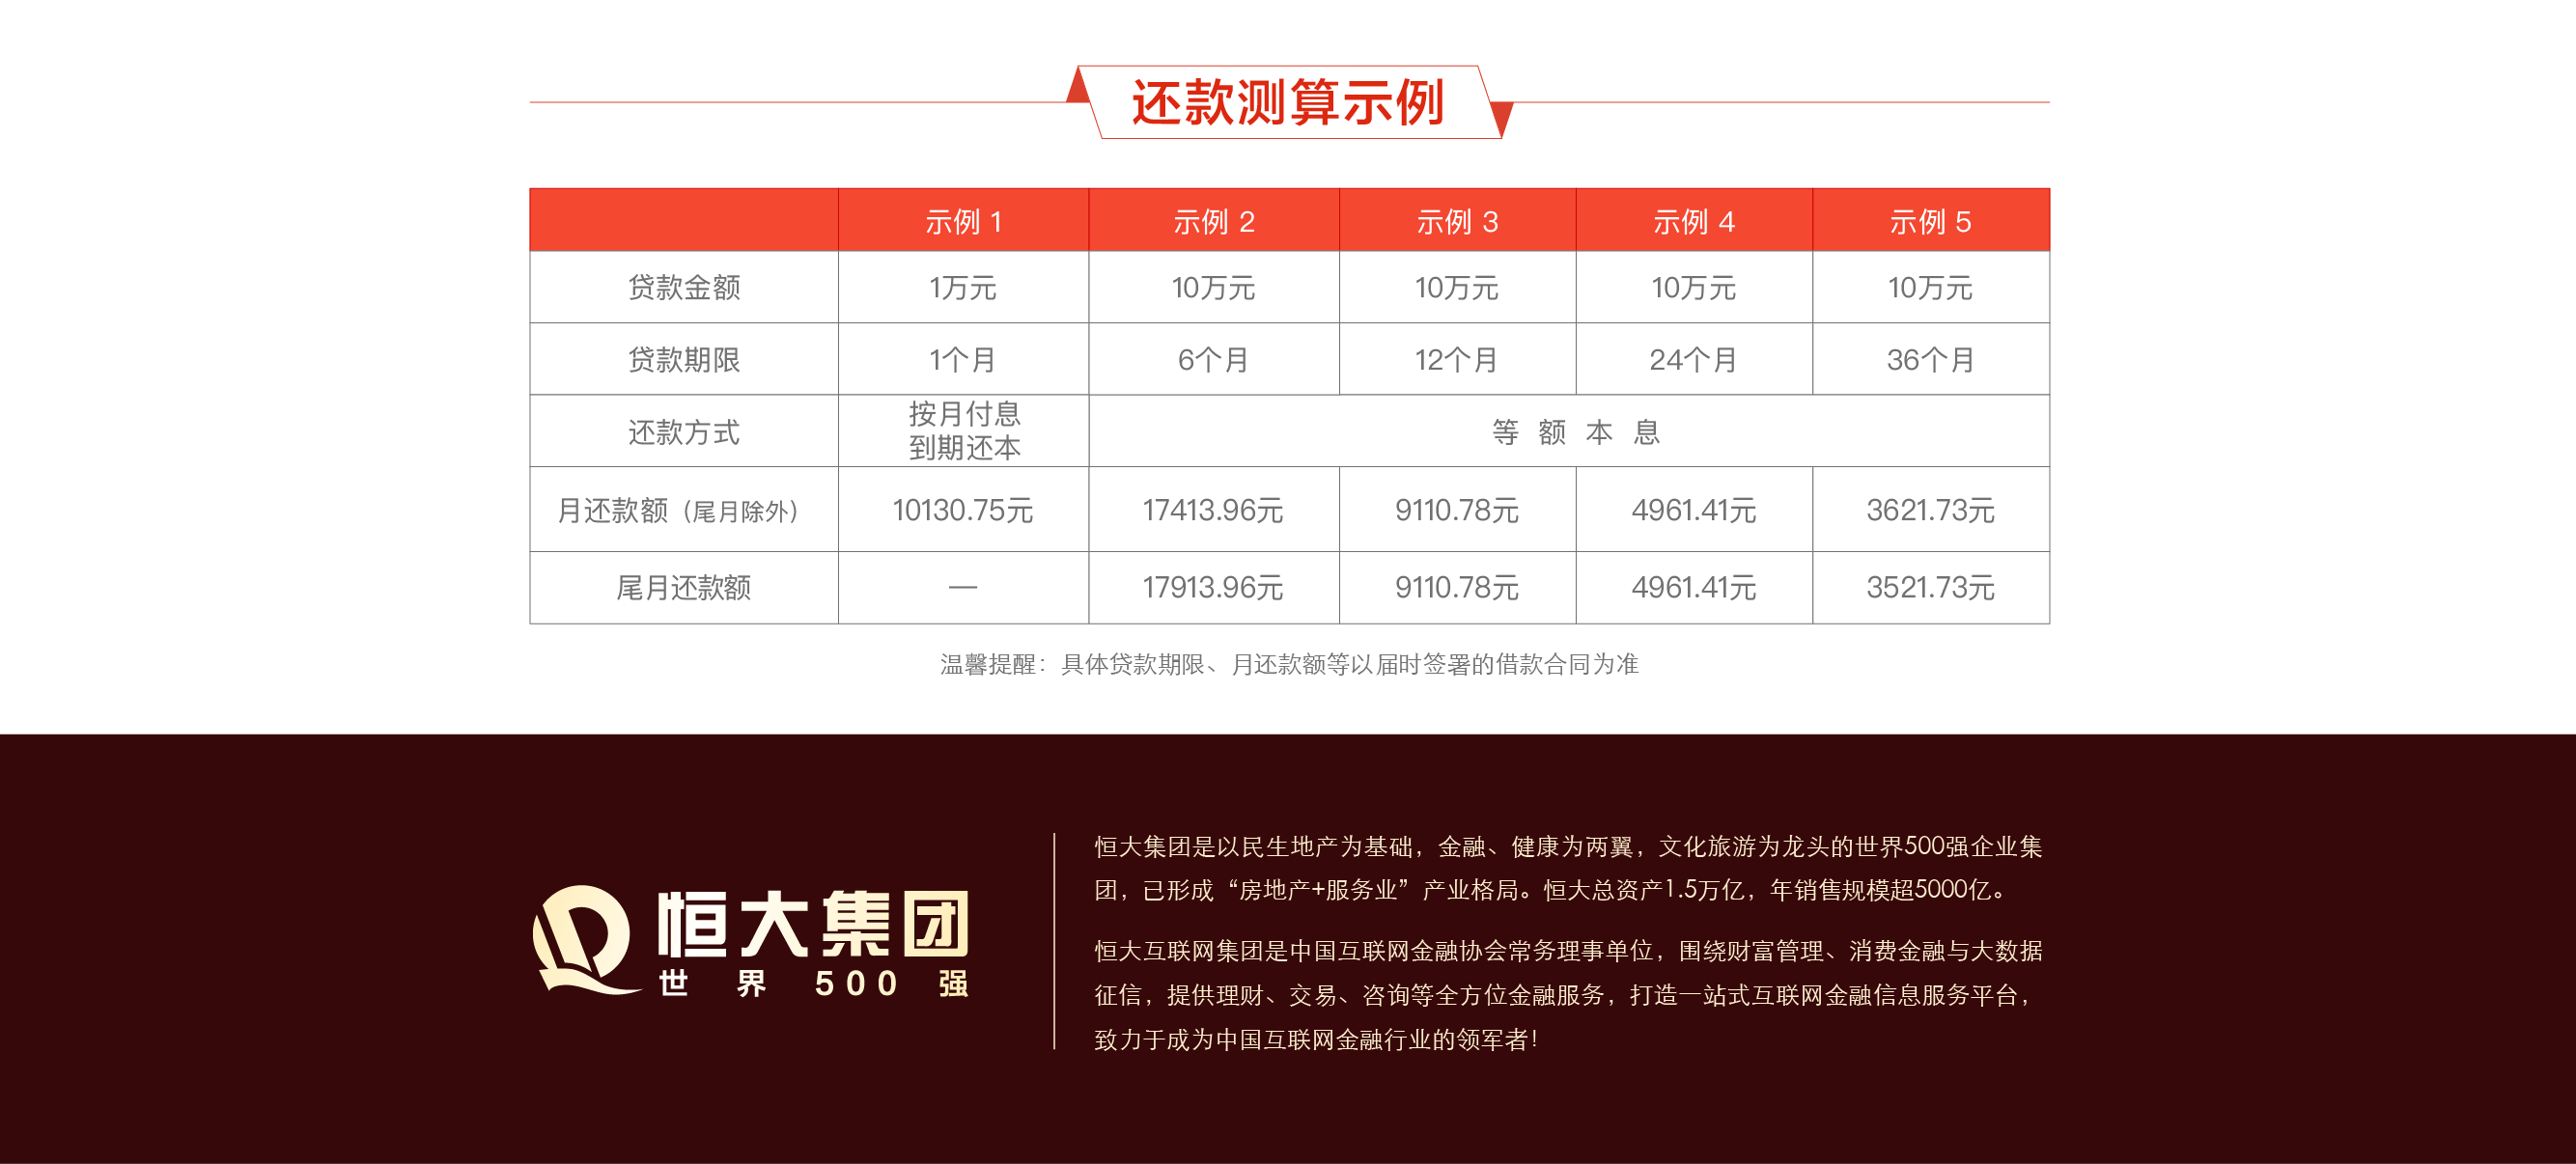 还款测算示例
示例 1 示例 2 示例 3 示例 4 示例 5
贷款金额 1万元 10万元 10万元 10万元 10万元
贷款期限 1个月 6个月 12个月 24个月 36个月
还款方式 按月付息 等 额 本 息
到期还本
月还款额（尾月除外） 10130.75元 17413.96元 9110.78元 4961.41元 3621.73元
尾月还款额 — 17913.96元 9110.78元 4961.41元 3521.73元
温馨提醒：具体贷款期限、月还款额等以届时签署的借款合同为准
恒大集团
世 界 500 强
恒大集团是以民生地产为基础，金融、健康为两翼，文化旅游为龙头的世界500强企业集
团，已形成“房地产+服务业”产业格局。恒大总资产1.5万亿，年销售规模超5000亿。
恒大互联网集团是中国互联网金融协会常务理事单位，围绕财富管理、消费金融与大数据
征信，提供理财、交易、咨询等全方位金融服务，打造一站式互联网金融信息服务平台，
致力于成为中国互联网金融行业的领军者！